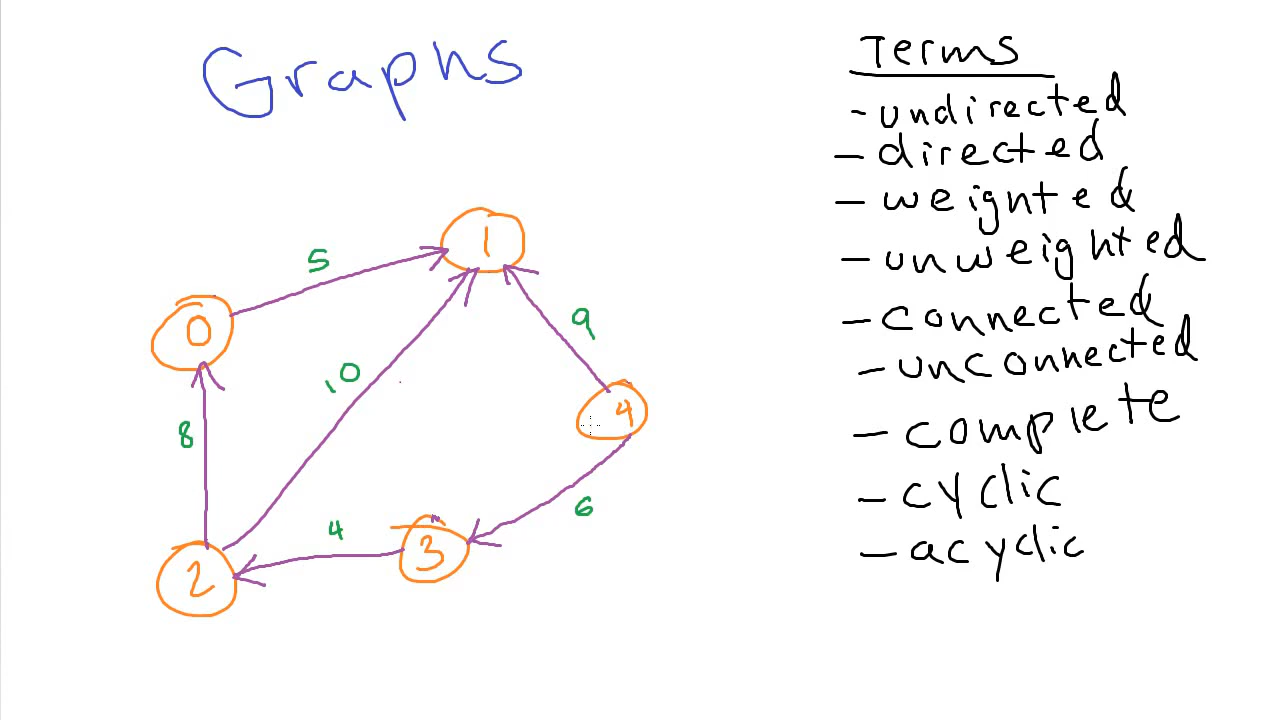 Graphs
Terms
- undirected
- directed
- weighted
- unweighted
- connected
- unconnected
- complete
- cyclic
- acyclic
1
5
9
0
10
4
8
6
4
3
2